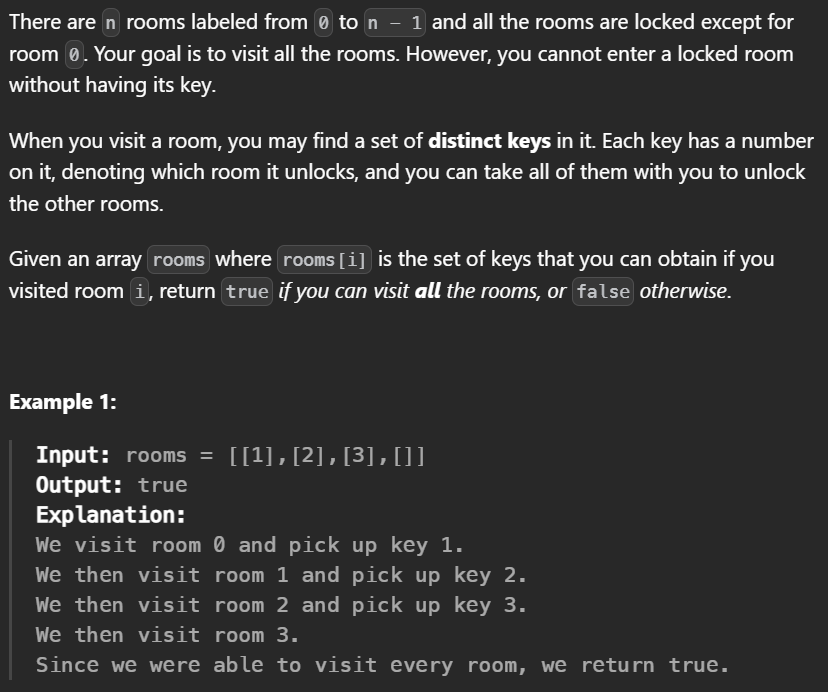 There are n rooms labeled from 0 to n - 1 and all the rooms are locked except for
room 0. Your goal is to visit all the rooms. However, you cannot enter a locked room
without having its key.
When you visit a room, you may find a set of distinct keys in it. Each key has a number
on it, denoting which room it unlocks, and you can take all of them with you to unlock
the other rooms.
Given an array rooms where rooms[i] is the set of keys that you can obtain if you
visited room i, return true if you can visit all the rooms, or false otherwise.
Example 1:
Input: rooms = [[1],[2],[3],[]]
Output: true
Explanation:
We visit room 0 and pick up key 1.
We then visit room 1 and pick up key 2.
We then visit room 2 and pick up key 3.
We then visit room 3.
Since we were able to visit every room, we return true.